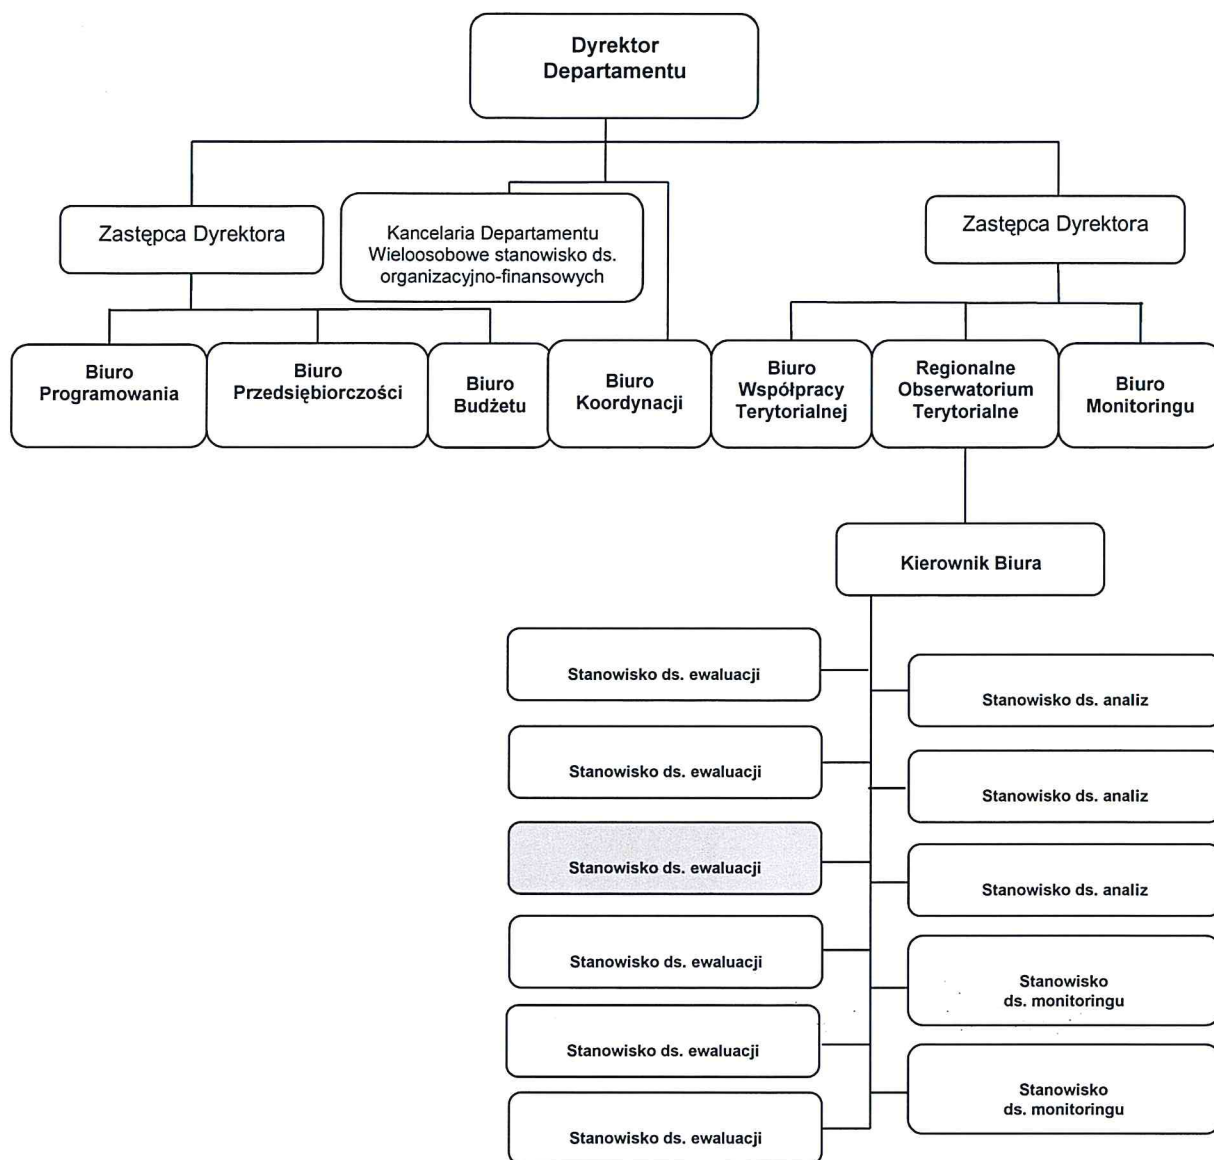 Dyrektor
Departamentu
Zastępca Dyrektora
Kancelaria Departamentu
Wieloosobowe stanowisko ds.
organizacyjno-finansowych
Zastępca Dyrektora
Biuro
Programowania
Biuro
Przedsiębiorczości
Biuro
Budżetu
Biuro
Koordynacji
Biuro
Współpracy
Terytorialnej
Regionalne
Obserwatorium
Terytorialne
Biuro
Monitoringu
Kierownik Biura
Stanowisko ds. ewaluacji
Stanowisko ds. analiz
Stanowisko ds. ewaluacji
Stanowisko ds. analiz
Stanowisko ds. ewaluacji
Stanowisko ds. analiz
Stanowisko ds. ewaluacji
Stanowisko
ds. monitoringu
Stanowisko ds. ewaluacji
Stanowisko
ds. monitoringu
Stanowisko ds. ewaluacji